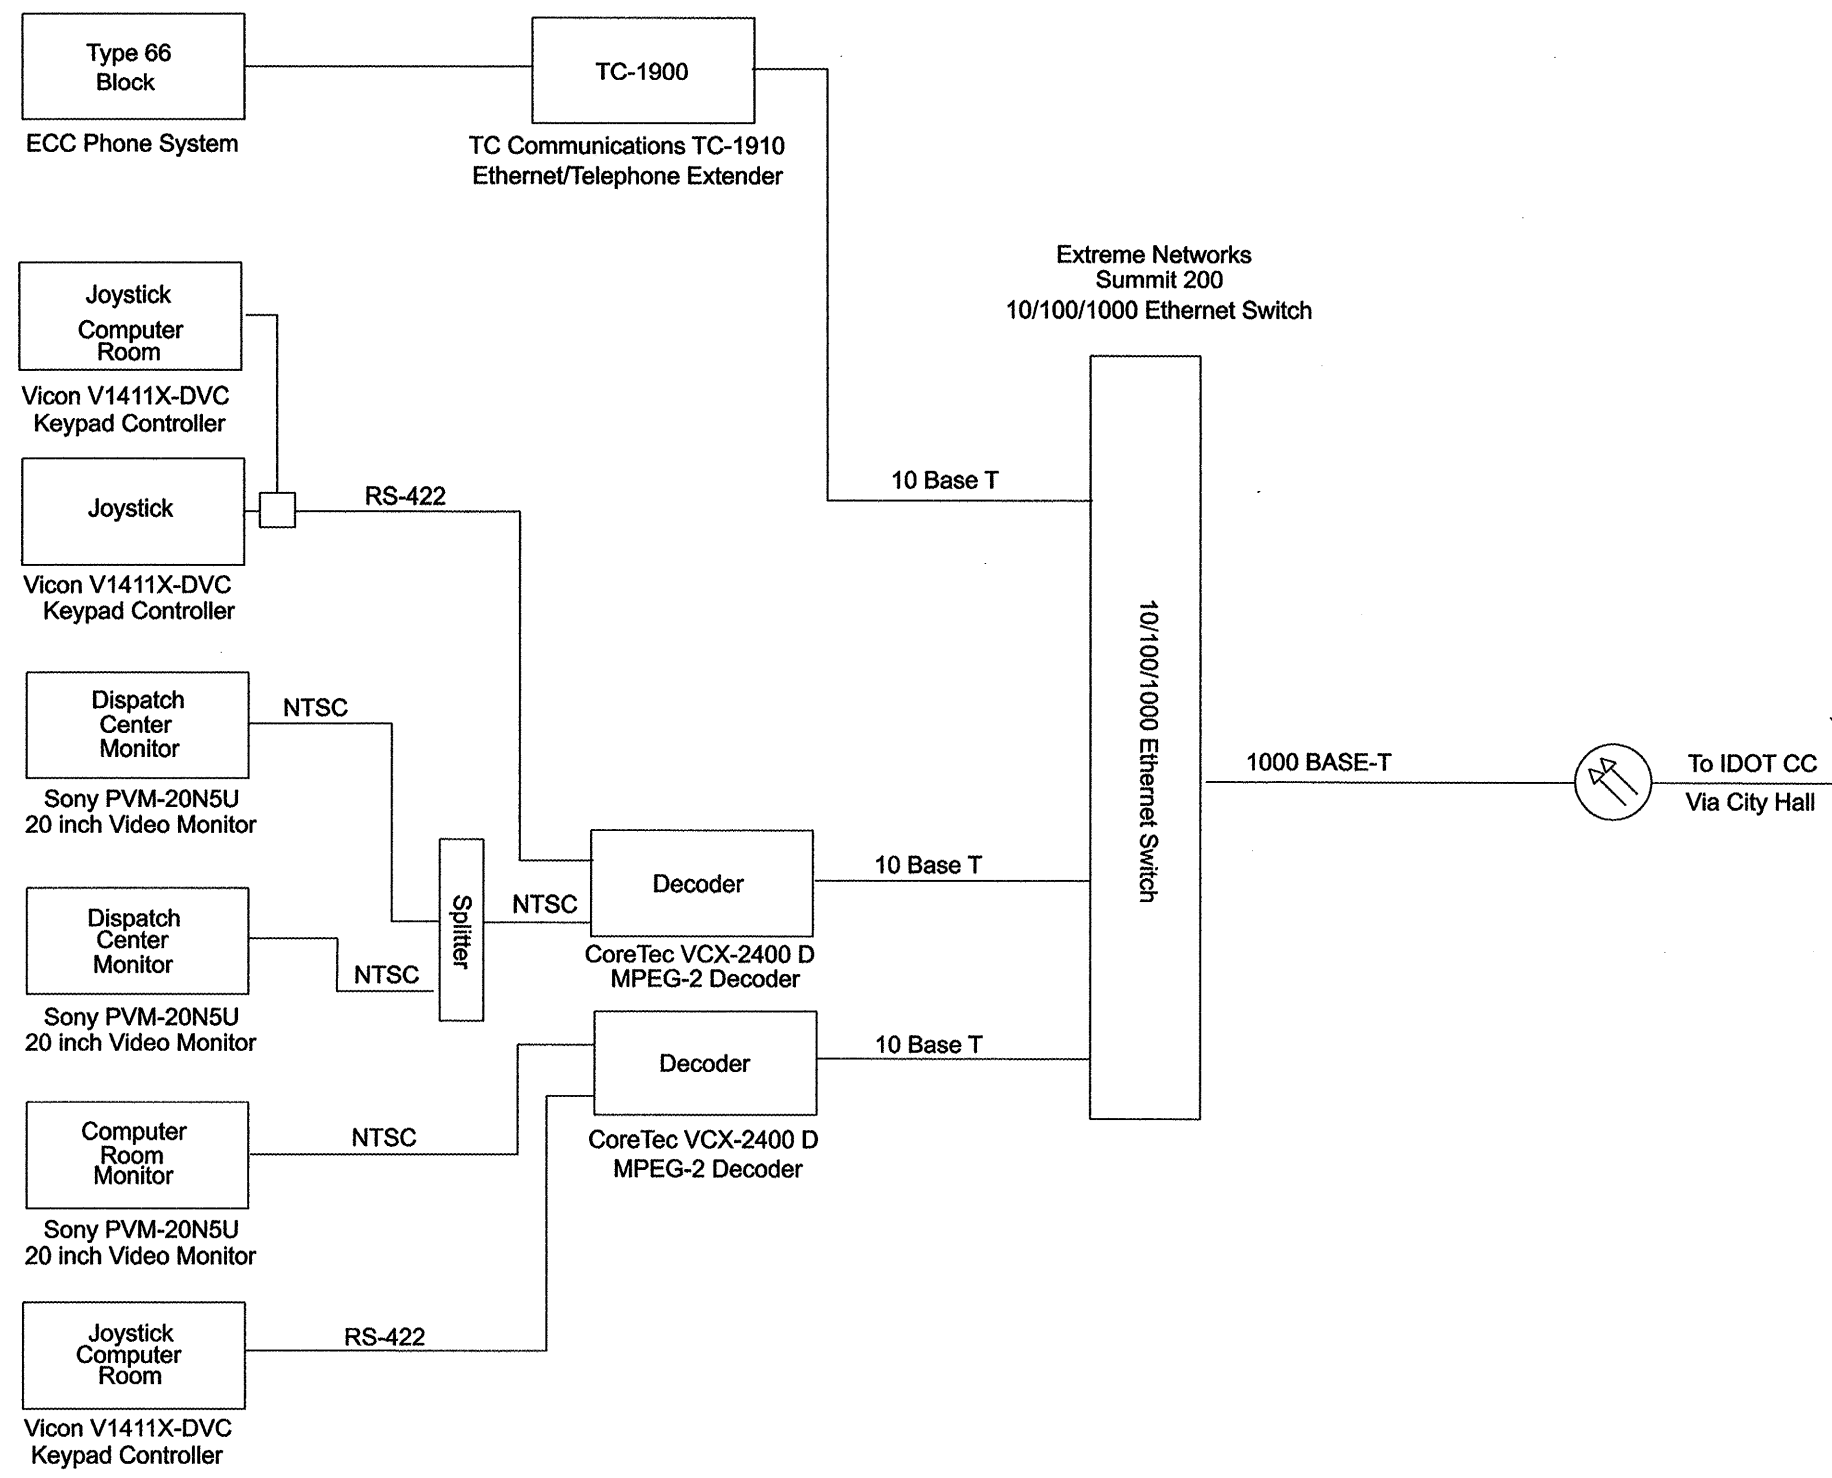 Type 66
Block
ECC Phone System
TC-1900
TC Communications TC-1910
Ethernet/Telephone Extender
Joystick
Computer
Room
Vicon V1411X-DVC
Keypad Controller
Extreme Networks
Summit 200
10/100/1000 Ethernet Switch
Joystick
RS-422
10 Base T
Vicon V1411X-DVC
Keypad Controller
10/100/1000 Ethernet Switch
Dispatch
Center
Monitor
NTSC
Sony PVM-20N5U
20 inch Video Monitor
1000 BASE-T
To IDOT CC
Via City Hall
Splitter
NTSC
Decoder
10 Base T
CoreTec VCX-2400 D
MPEG-2 Decoder
Dispatch
Center
Monitor
NTSC
Sony PVM-20N5U
20 inch Video Monitor
Decoder
10 Base T
CoreTec VCX-2400 D
MPEG-2 Decoder
Computer
Room
Monitor
NTSC
Sony PVM-20N5U
20 inch Video Monitor
Joystick
Computer
Room
RS-422
Vicon V1411X-DVC
Keypad Controller